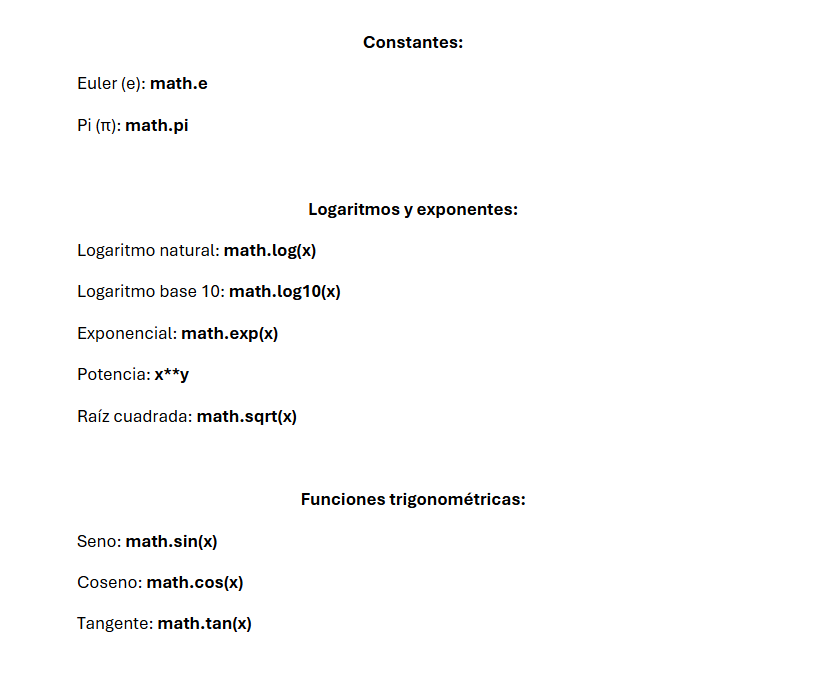 Constantes:
Euler (e): math.e
Pi (π): math.pi
Logaritmos y exponentes:
Logaritmo natural: math.log(x)
Logaritmo base 10: math.log10(x)
Exponencial: math.exp(x)
Potencia: x**y
Raíz cuadrada: math.sqrt(x)
Funciones trigonométricas:
Seno: math.sin(x)
Coseno: math.cos(x)
Tangente: math.tan(x)